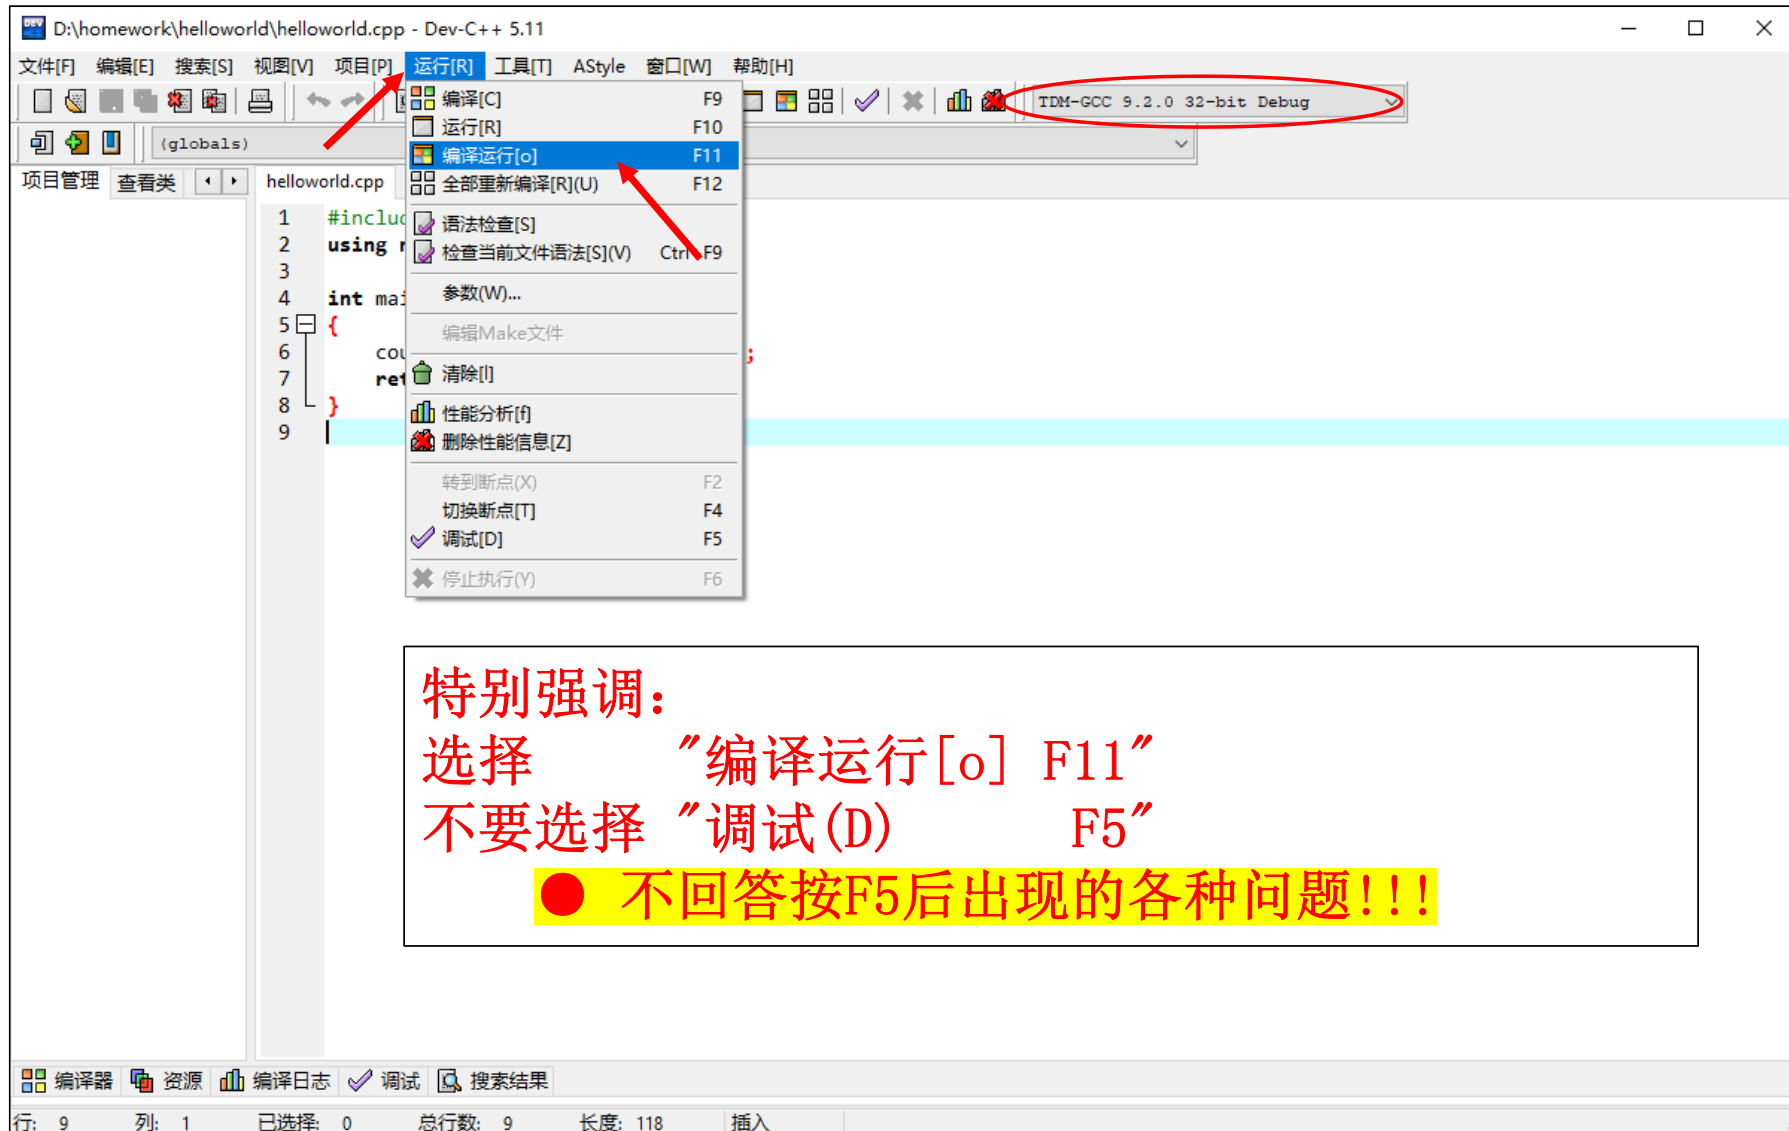 D:\homework\helloworld\helloworld.cpp - Dev-C++ 5.11
文件[F] 编辑[E] 搜索[S] 视图[V] 项目[P] 运行[R] 工具[T] AStyle 窗口[W] 帮助[H]
TDM-GCC 9.2.0 32-bit Debug
(globals)
项目管理 查看类 helloworld.cpp
编译[C] F9
运行[R] F10
编译运行[o] F11
全部重新编译[R](U) F12
语法检查[S]
检查当前文件语法[S](V) Ctrl+F9
参数(W)...
编辑Make文件
清除[l]
性能分析[f]
删除性能信息[Z]
转到断点(X) F2
切换断点[T] F4
调试[D] F5
停止执行(Y) F6
1 #includ
2 using
3
4 int mai
5 {
6 cou ;
7 ret
8 }
9
特别强调:
选择 "编译运行[o] F11"
不要选择 "调试(D) F5"
● 不回答按F5后出现的各种问题!!!
编译器 资源 编译日志 调试 搜索结果
行: 9 列: 1 已选择: 0 总行数: 9 长度: 118 插入